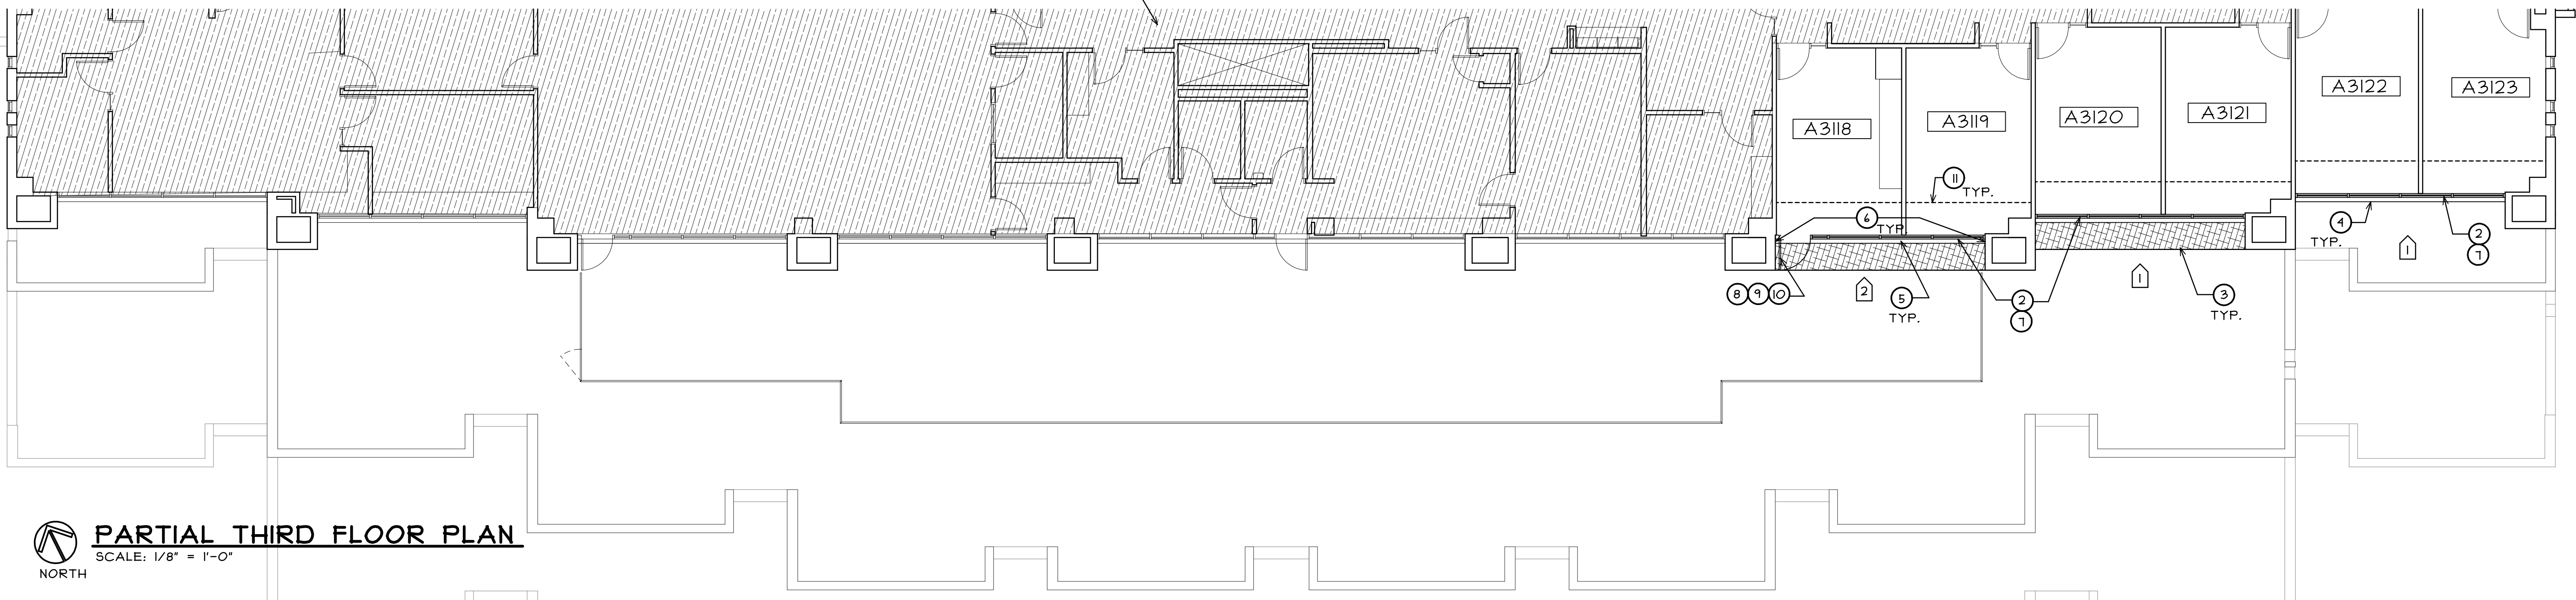 A3118
A3119
A3120
A3121
A3122
A3123
11
TYP.
6
TYP.
4
TYP.
1
2
7
8 9 10
2
5
TYP.
2
7
1
3
TYP.
PARTIAL THIRD FLOOR PLAN
SCALE: 1/8" = 1'-0"
NORTH